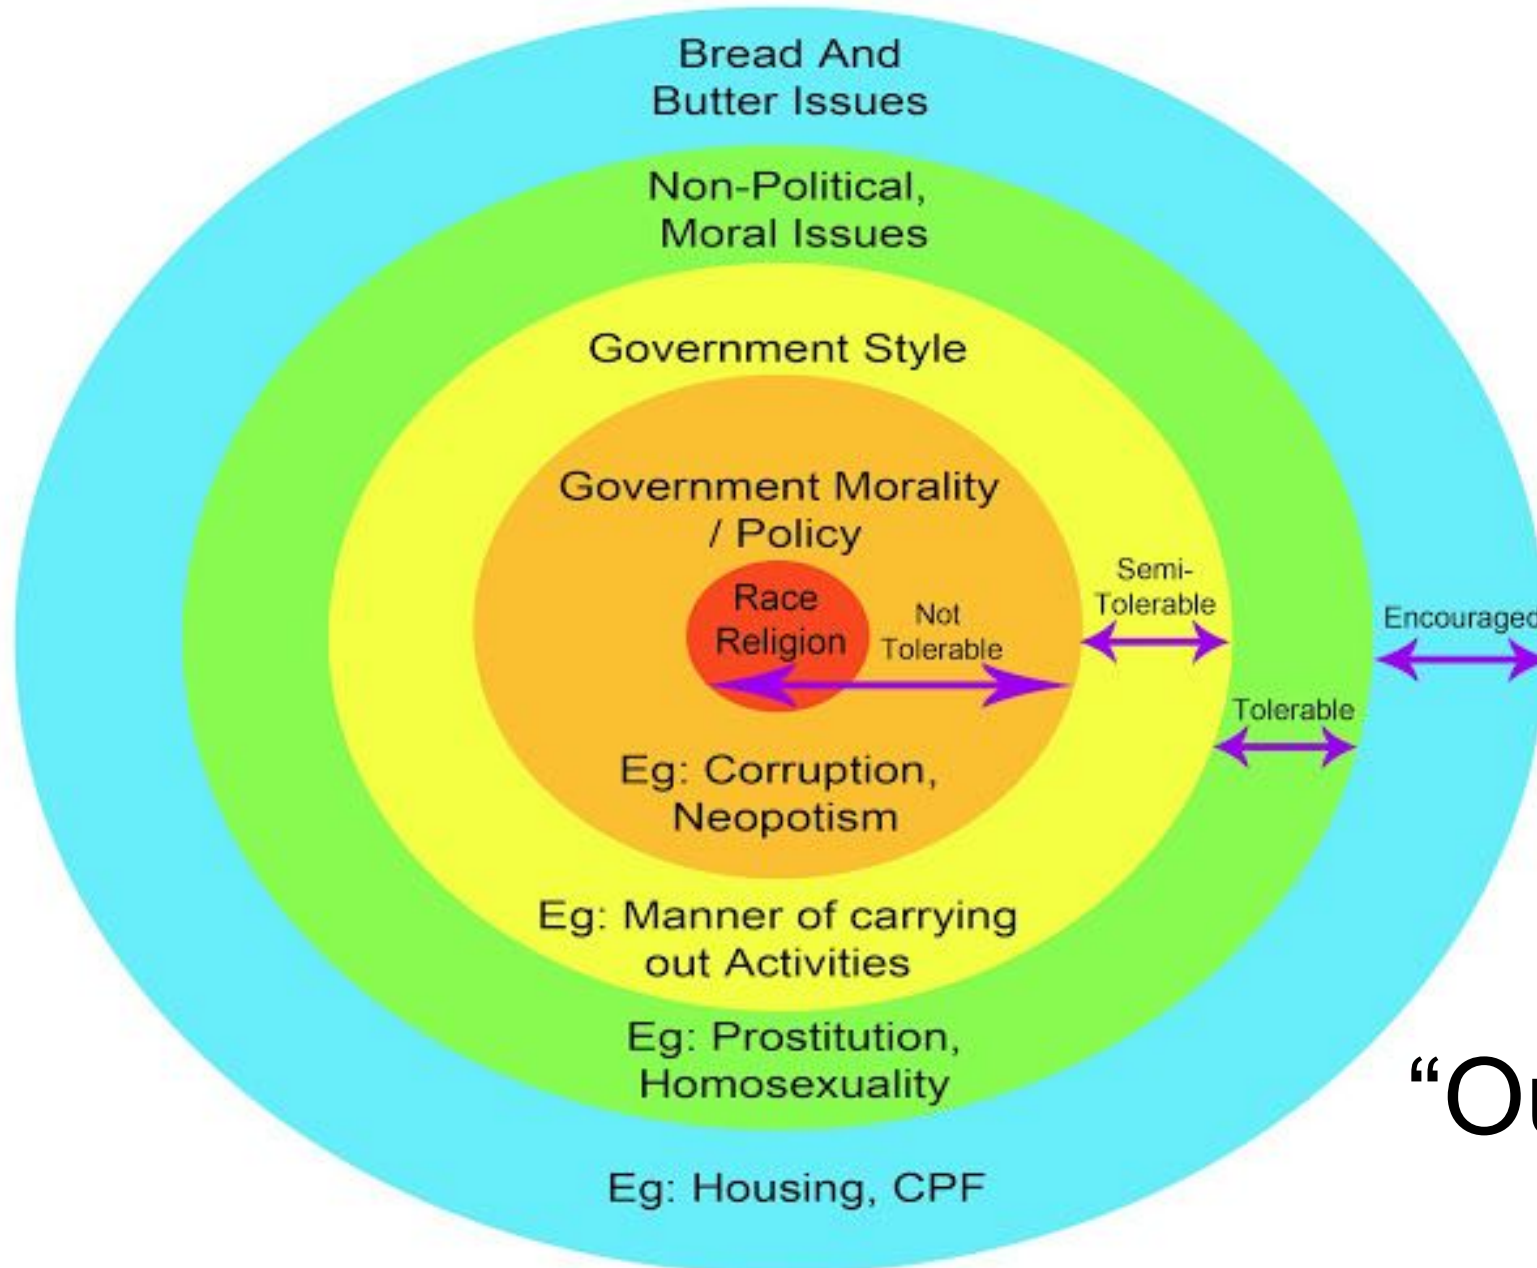 Bread And
Butter Issues
Non-Political,
Moral Issues
Government Style
Government Morality
/ Policy
Race
Religion
Not
Tolerable
Semi-
Tolerable
Encouraged
Tolerable
Eg: Corruption,
Neopotism
Eg: Manner of carrying
out Activities
Eg: Prostitution,
Homosexuality
Eg: Housing, CPF